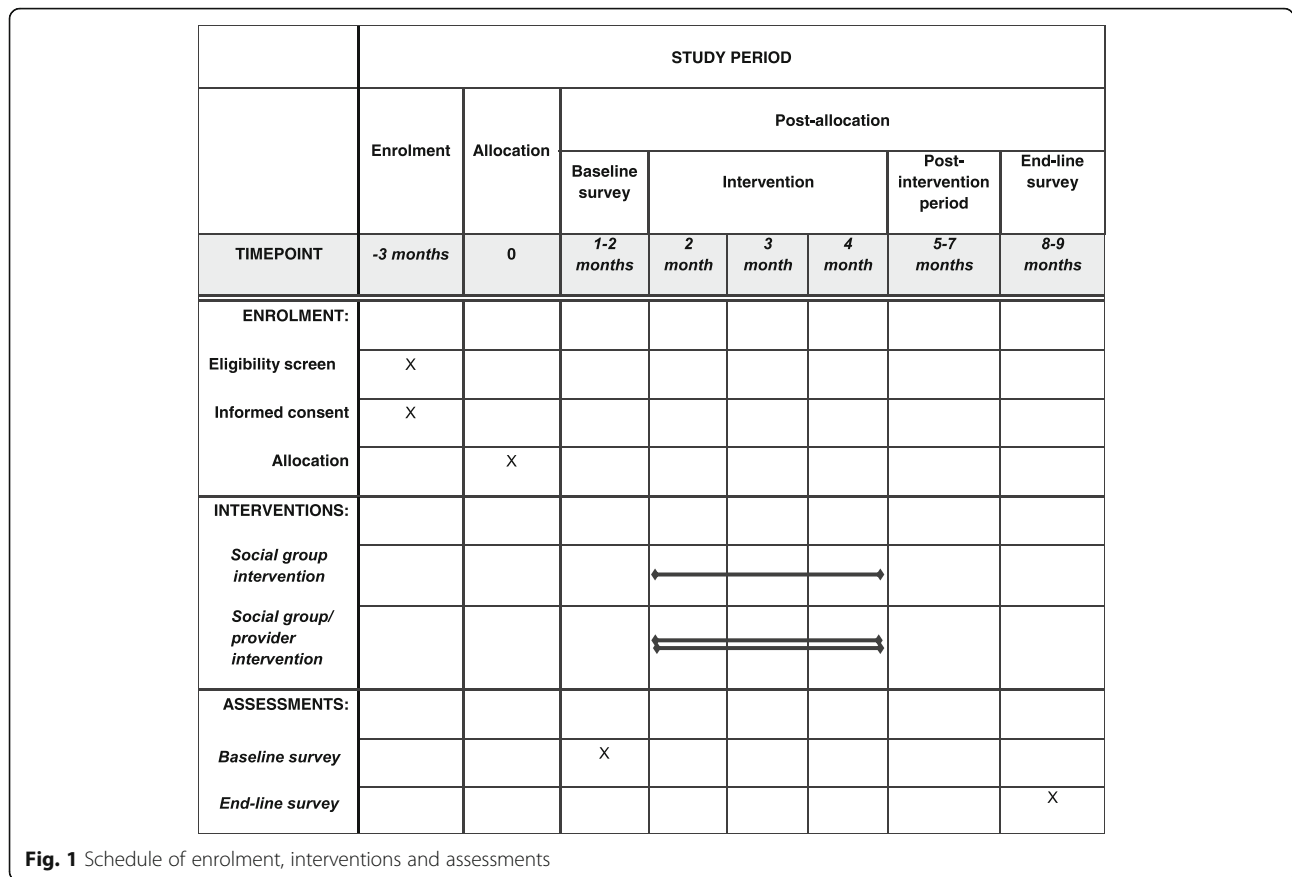 STUDY PERIOD
Enrolment
Allocation
Post-allocation
Baseline
survey
Intervention
Post-
intervention
period
End-line
survey
TIMEPOINT
-3 months
0
1-2
months
2
month
3
month
4
month
5-7
months
8-9
months
ENROLMENT:
Eligibility screen
X
Informed consent
X
Allocation
X
INTERVENTIONS:
Social group
intervention
Social group/
provider
intervention
ASSESSMENTS:
Baseline survey
X
End-line survey
X
Fig. 1 Schedule of enrolment, interventions and assessments